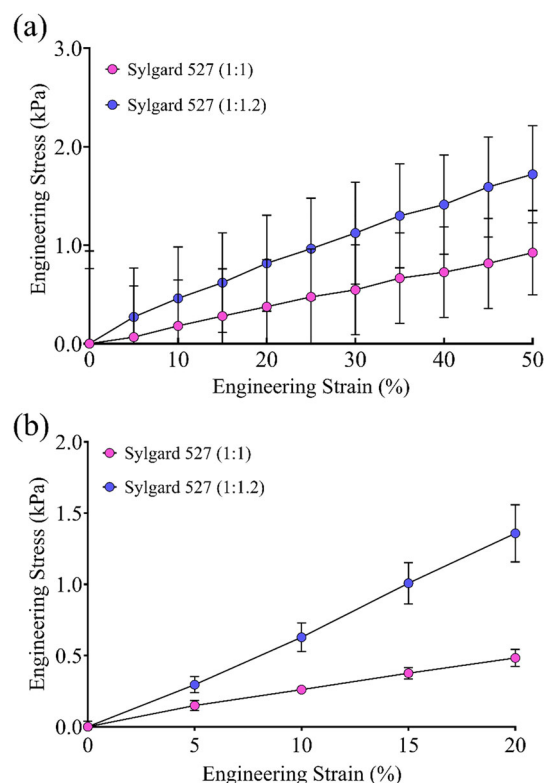 (a)
3.0
2.0
1.0
0.0
Engineering Stress (kPa)
Sylgard 527 (1:1)
Sylgard 527 (1:1.2)
0 10 20 30 40 50
Engineering Strain (%)
(b)
2.0
1.5
1.0
0.5
0.0
Engineering Stress (kPa)
Sylgard 527 (1:1)
Sylgard 527 (1:1.2)
0 5 10 15 20
Engineering Strain (%)